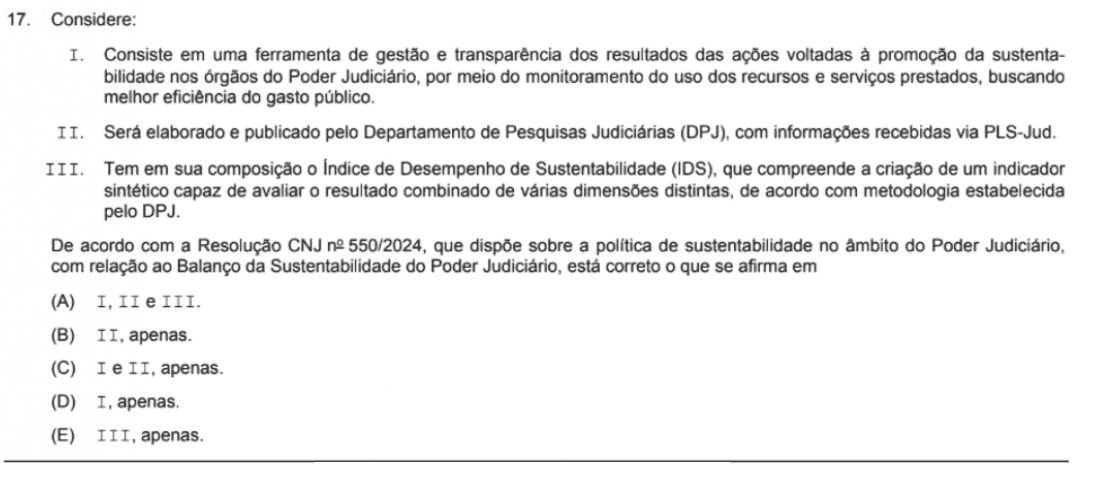 17. Considere:
I. Consiste em uma ferramenta de gestão e transparência dos resultados das ações voltadas à promoção da sustenta-
bilidade nos órgãos do Poder Judiciário, por meio do monitoramento do uso dos recursos e serviços prestados, buscando
melhor eficiência do gasto público.
II. Será elaborado e publicado pelo Departamento de Pesquisas Judiciárias (DPJ), com informações recebidas via PLS-Jud.
III. Tem em sua composição o Índice de Desempenho de Sustentabilidade (IDS), que compreende a criação de um indicador
sintético capaz de avaliar o resultado combinado de várias dimensões distintas, de acordo com metodologia estabelecida
pelo DPJ.
De acordo com a Resolução CNJ nº 550/2024, que dispõe sobre a política de sustentabilidade no âmbito do Poder Judiciário,
com relação ao Balanço da Sustentabilidade do Poder Judiciário, está correto o que se afirma em
(A) I, II e III.
(B) II, apenas.
(C) I e II, apenas.
(D) I, apenas.
(E) III, apenas.